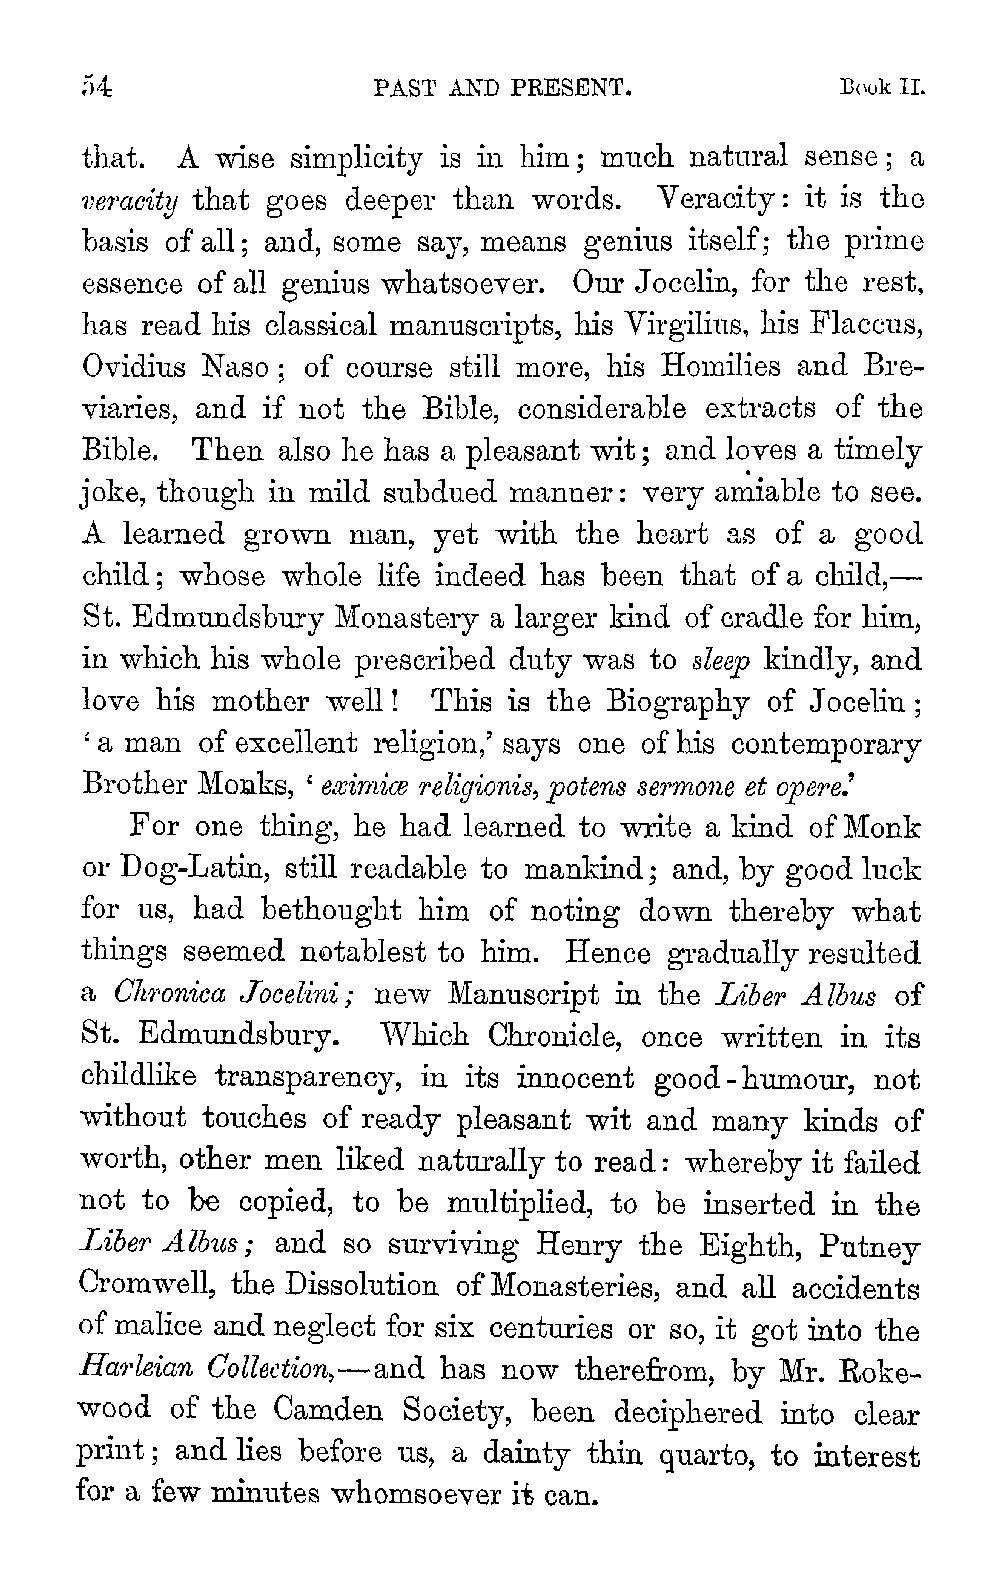 54 PAST AND PRESENT. Book II.
that. A wise simplicity is in him; much natural sense; a
veracity that goes deeper than words. Veracity: it is the
basis of all; and, some say, means genius itself; the prime
essence of all genius whatsoever. Our Jocelin, for the rest,
has read his classical manuscripts, his Virgilius, his Flaccus,
Ovidius Naso; of course still more, his Homilies and Bre-
viaries, and if not the Bible, considerable extracts of the
Bible. Then also he has a pleasant wit; and loves a timely
joke, though in mild subdued manner: very amiable to see.
A learned grown man, yet with the heart as of a good
child; whose whole life indeed has been that of a child,—
St. Edmundsbury Monastery a larger kind of cradle for him,
in which his whole prescribed duty was to sleep kindly, and
love his mother well! This is the Biography of Jocelin;
‘a man of excellent religion,’ says one of his contemporary
Brother Monks, ‘eximiæ religionis, potens sermone et opere.’
For one thing, he had learned to write a kind of Monk
or Dog-Latin, still readable to mankind; and, by good luck
for us, had bethought him of noting down thereby what
things seemed notablest to him. Hence gradually resulted
a Chronica Jocelini; new Manuscript in the Liber Albus of
St. Edmundsbury. Which Chronicle, once written in its
childlike transparency, in its innocent good-humour, not
without touches of ready pleasant wit and many kinds of
worth, other men liked naturally to read: whereby it failed
not to be copied, to be multiplied, to be inserted in the
Liber Albus; and so surviving Henry the Eighth, Putney
Cromwell, the Dissolution of Monasteries, and all accidents
of malice and neglect for six centuries or so, it got into the
Harleian Collection,—and has now therefrom, by Mr. Roke-
wood of the Camden Society, been deciphered into clear
print; and lies before us, a dainty thin quarto, to interest
for a few minutes whomsoever it can.